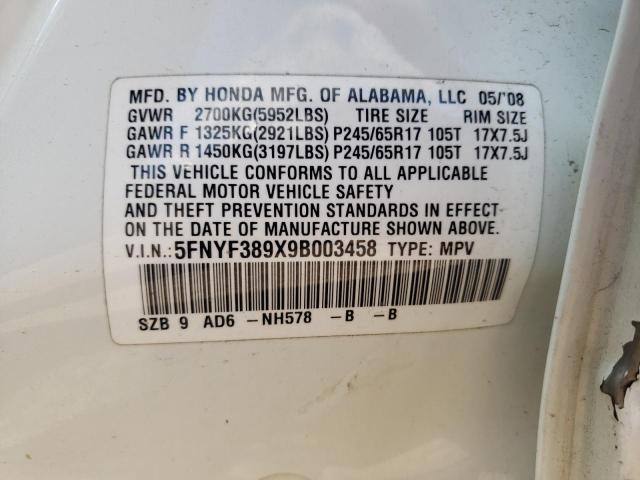 MFD. BY HONDA MFG. OF ALABAMA, LLC 05/'08
GVWR 2700KG(5952LBS) TIRE SIZE RIM SIZE
GAWR F 1325KG(2921LBS) P245/65R17 105T 17X7.5J
GAWR R 1450KG(3197LBS) P245/65R17 105T 17X7.5J
THIS VEHICLE CONFORMS TO ALL APPLICABLE
FEDERAL MOTOR VEHICLE SAFETY
AND THEFT PREVENTION STANDARDS IN EFFECT
ON THE DATE OF MANUFACTURE SHOWN ABOVE.
V.I.N.:5FNYF389X9B003458 TYPE: MPV
SZB 9 AD6 -NH578 -B -B